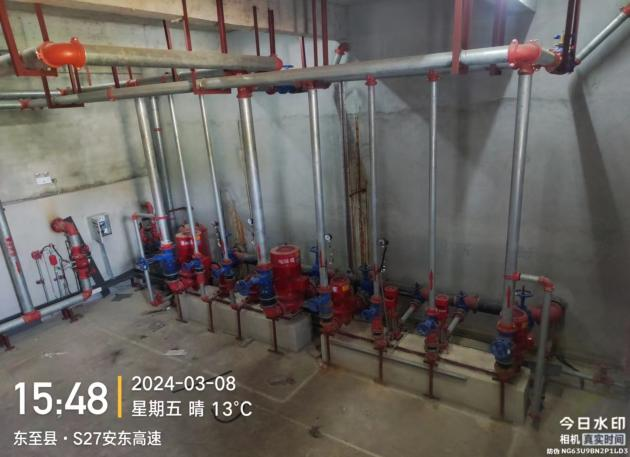 15:48
2024-03-08
星期五 晴 13°C
东至县·S27安东高速
今日水印
相机 真实时间
防伪 NG63U9BN2P1LD3